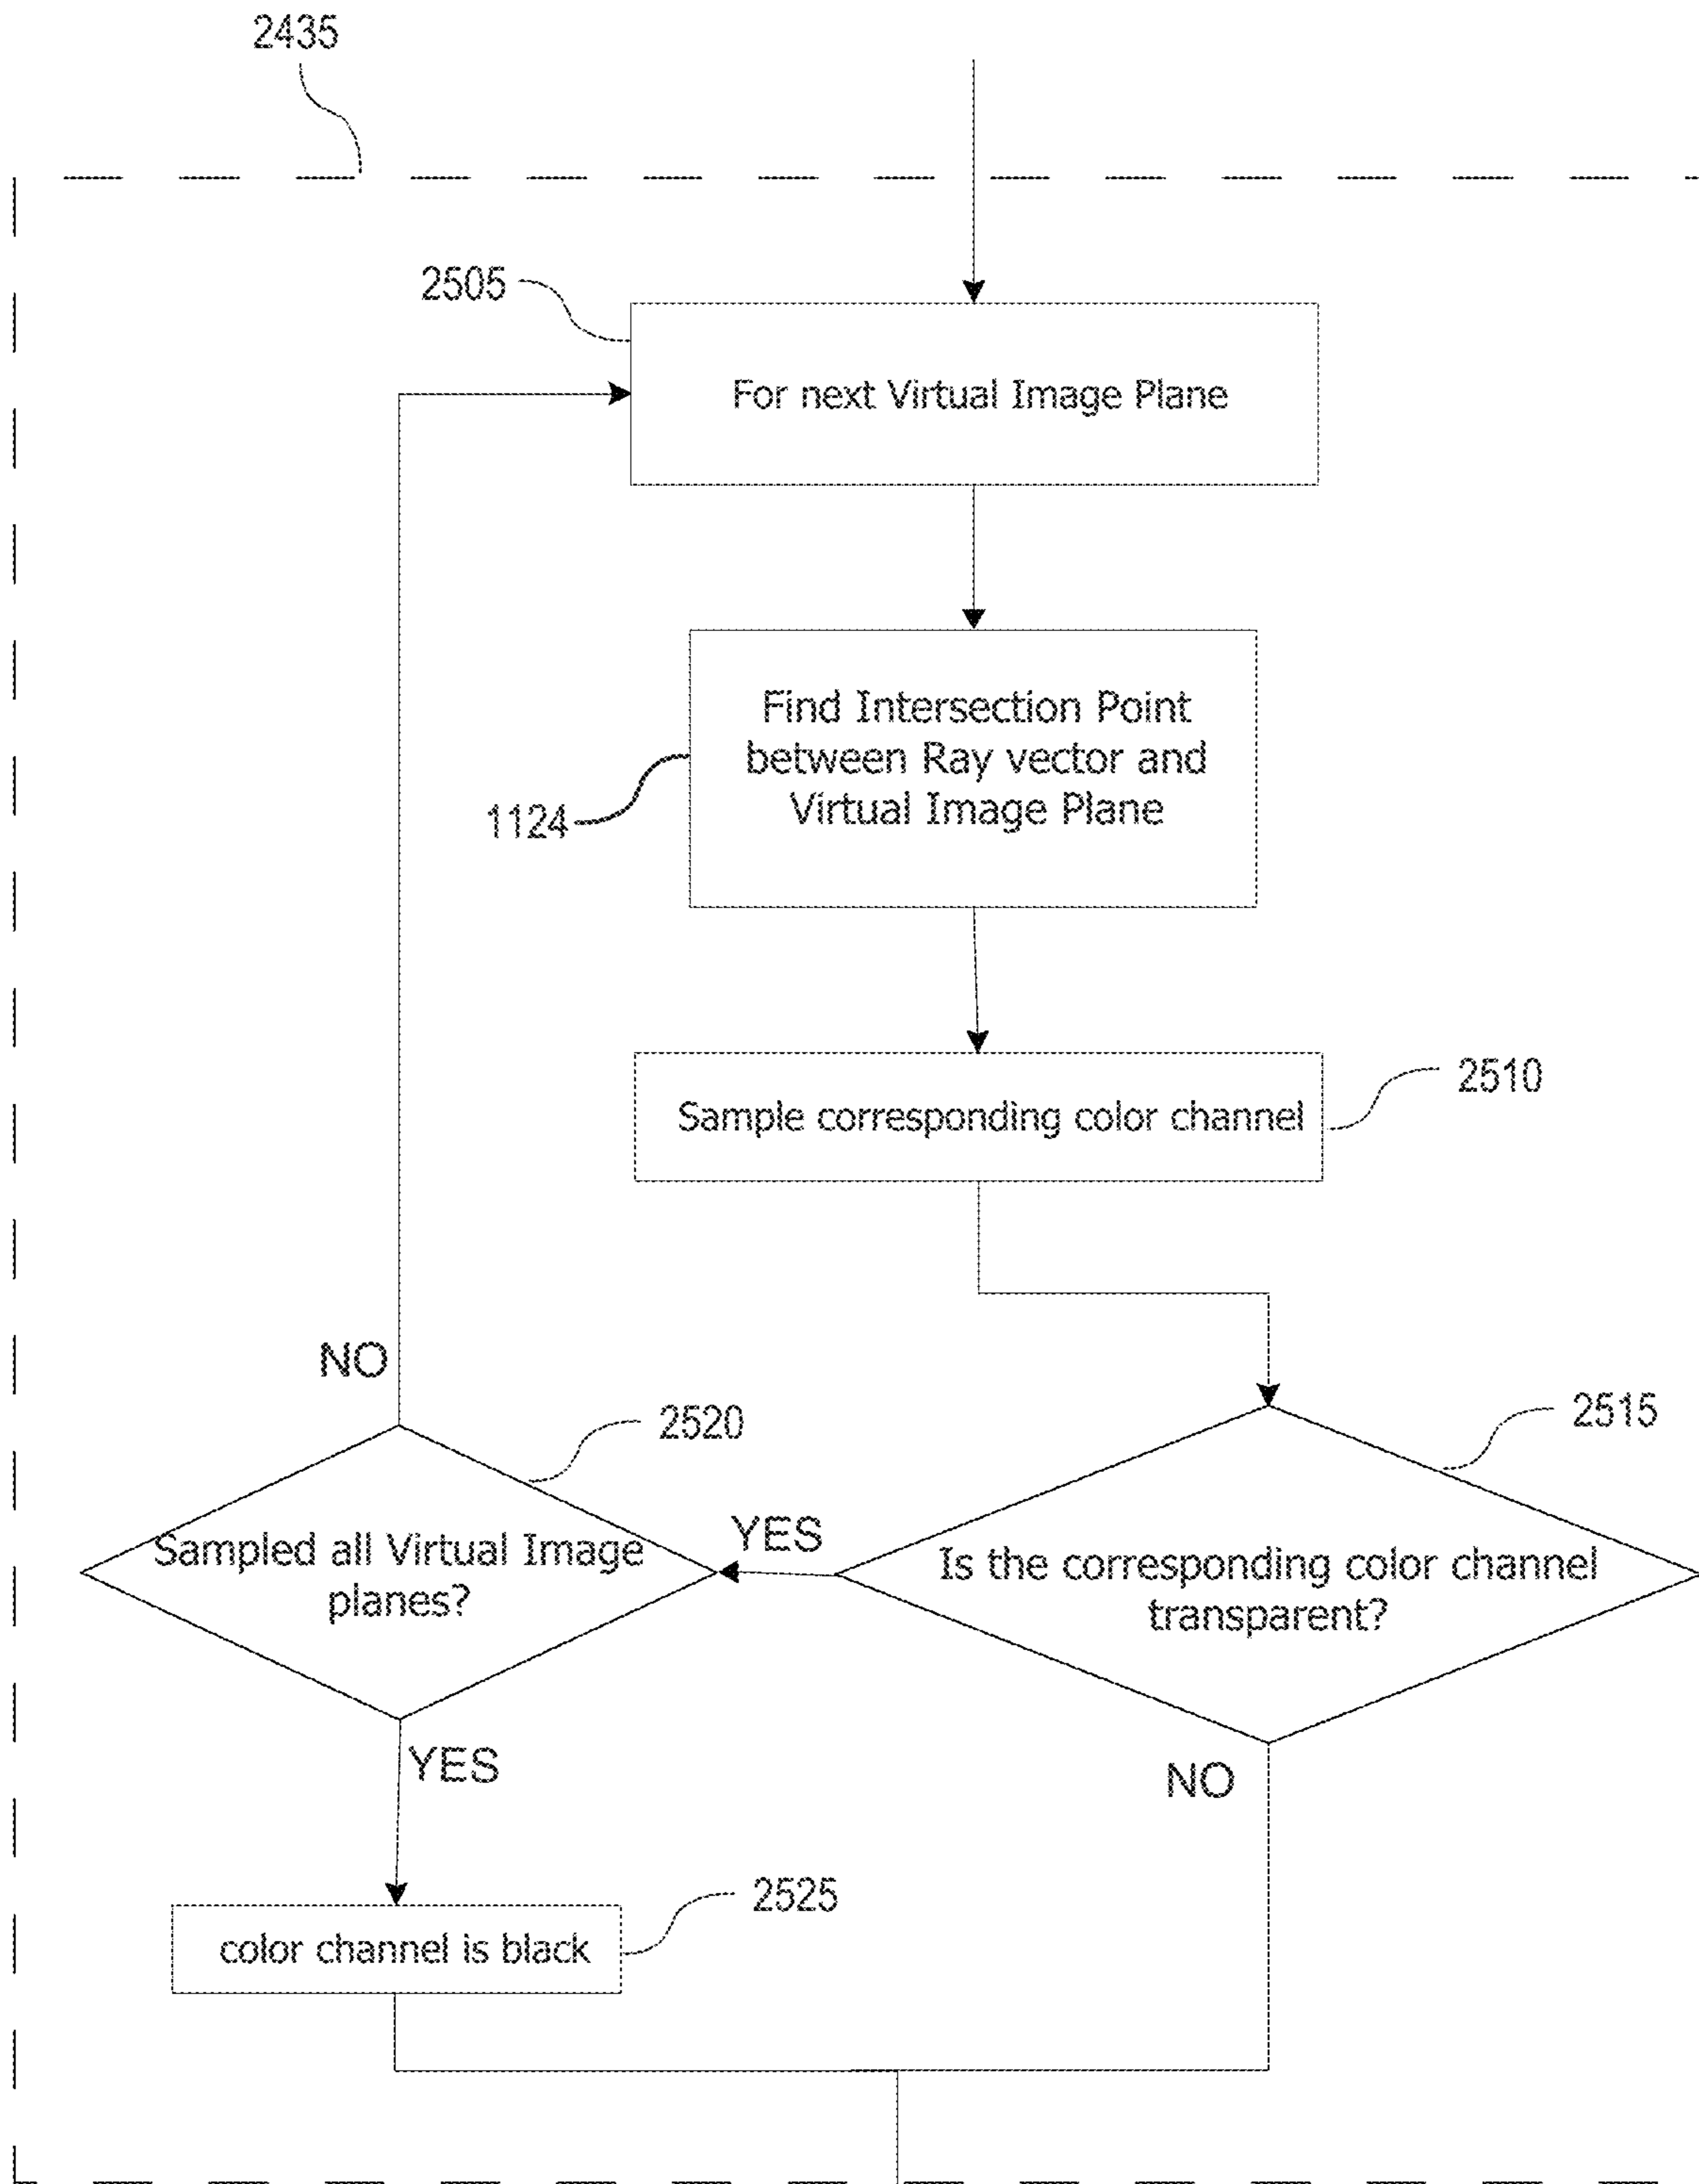 2435
2505
For next Virtual Image Plane
Find Intersection Point
between Ray vector and
Virtual Image Plane
1124
2510
Sample corresponding color channel
NO
2520
2515
YES
Sampled all Virtual Image
planes?
Is the corresponding color channel
transparent?
YES
NO
2525
color channel is black